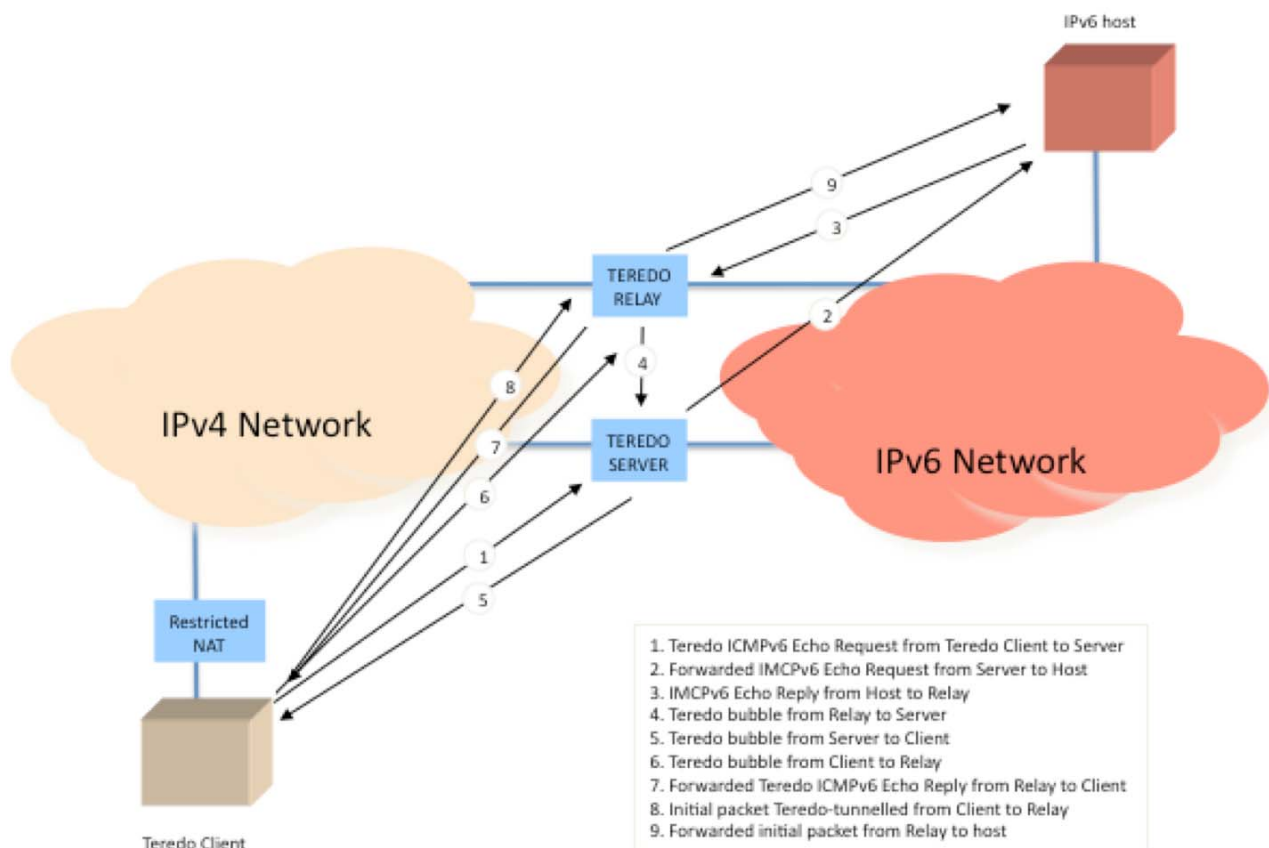 IPv6 host
9
3
TEREDO
RELAY
2
4
8
IPv4 Network
7
TEREDO
SERVER
IPv6 Network
6
1
5
Restricted
NAT
1. Teredo ICMPv6 Echo Request from Teredo Client to Server
2. Forwarded IMCPv6 Echo Request from Server to Host
3. IMCPv6 Echo Reply from Host to Relay
4. Teredo bubble from Relay to Server
5. Teredo bubble from Server to Client
6. Teredo bubble from Client to Relay
7. Forwarded Teredo ICMPv6 Echo Reply from Relay to Client
8. Initial packet Teredo-tunnelled from Client to Relay
9. Forwarded initial packet from Relay to host
Teredo Client